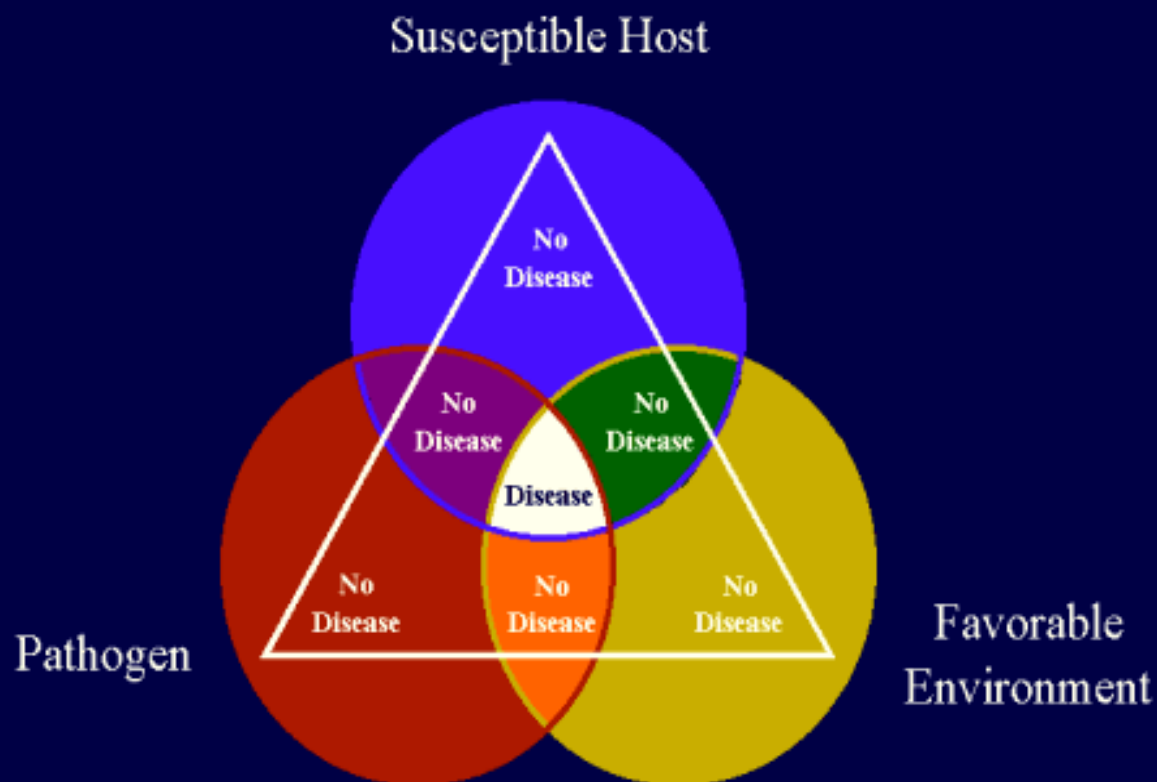 Susceptible Host
No
Disease
No
Disease
No
Disease
Disease
No
Disease
No
Disease
No
Disease
Pathogen
Favorable
Environment